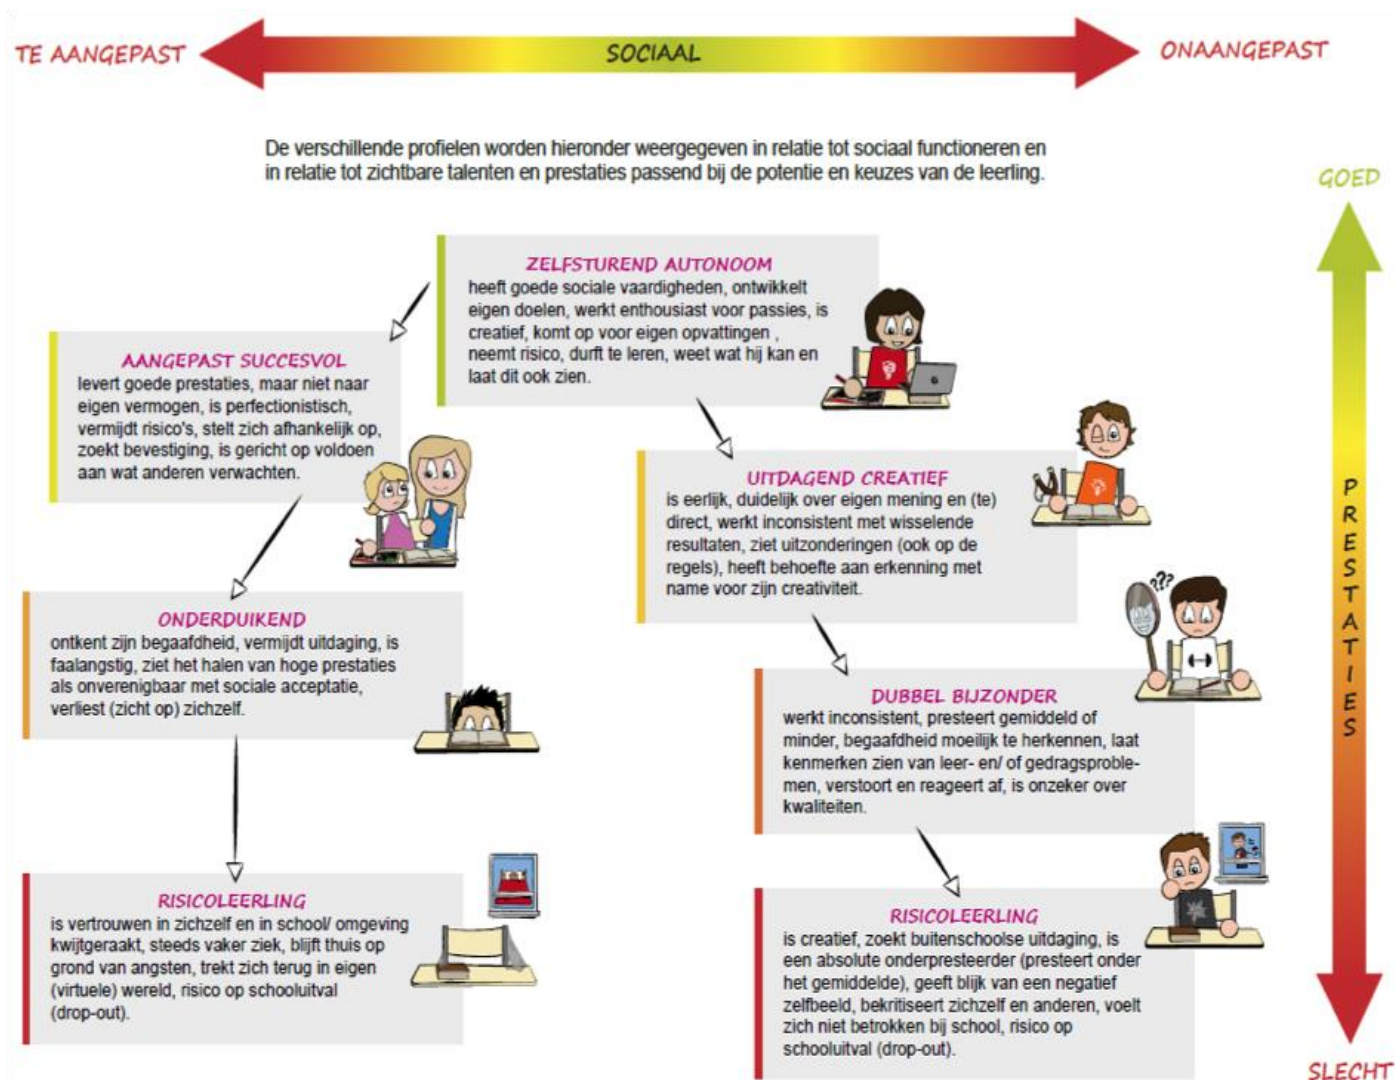 TE AANGEPAST
SOCIAAL
ONAANGEPAST
De verschillende profielen worden hieronder weergegeven in relatie tot sociaal functioneren en
in relatie tot zichtbare talenten en prestaties passend bij de potentie en keuzes van de leerling.
GOED
ZELFSTUREND AUTONOOM
heeft goede sociale vaardigheden, ontwikkelt
eigen doelen, werkt enthousiast voor passies, is
creatief, komt op voor eigen opvattingen ,
neemt risico, durft te leren, weet wat hij kan en
laat dit ook zien.
AANGEPAST SUCCESVOL
levert goede prestaties, maar niet naar
eigen vermogen, is perfectionistisch,
vermijdt risico's, stelt zich afhankelijk op,
zoekt bevestiging, is gericht op voldoen
aan wat anderen verwachten.
UITDAGEND CREATIEF
is eerlijk, duidelijk over eigen mening en (te)
direct, werkt inconsistent met wisselende
resultaten, ziet uitzonderingen (ook op de
regels), heeft behoefte aan erkenning met
name voor zijn creativiteit.
PRESTATIES
???
ONDERDUIKEND
ontkent zijn begaafdheid, vermijdt uitdaging, is
faalangstig, ziet het halen van hoge prestaties
als onverenigbaar met sociale acceptatie,
verliest (zicht op) zichzelf.
DUBBEL BIJZONDER
werkt inconsistent, presteert gemiddeld of
minder, begaafdheid moeilijk te herkennen, laat
kenmerken zien van leer- en/ of gedragsproble-
men, verstoort en reageert af, is onzeker over
kwaliteiten.
RISICOLEERLING
is vertrouwen in zichzelf en in school/ omgeving
kwijtgeraakt, steeds vaker ziek, blijft thuis op
grond van angsten, trekt zich terug in eigen
(virtuele) wereld, risico op schooluitval
(drop-out).
RISICOLEERLING
is creatief, zoekt buitenschoolse uitdaging, is
een absolute onderpresteerder (presteert onder
het gemiddelde), geeft blijk van een negatief
zelfbeeld, bekritiseert zichzelf en anderen, voelt
zich niet betrokken bij school, risico op
schooluitval (drop-out).
SLECHT